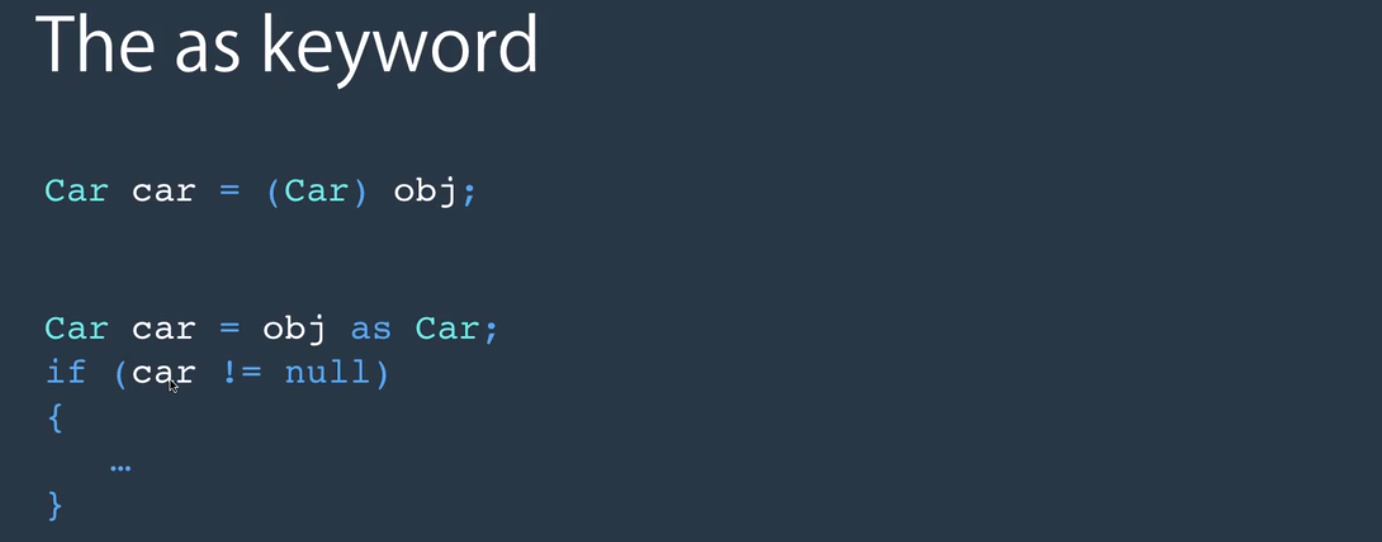 The as keyword
Car car = (Car) obj;
Car car = obj as Car;
if (car != null)
{
…
}